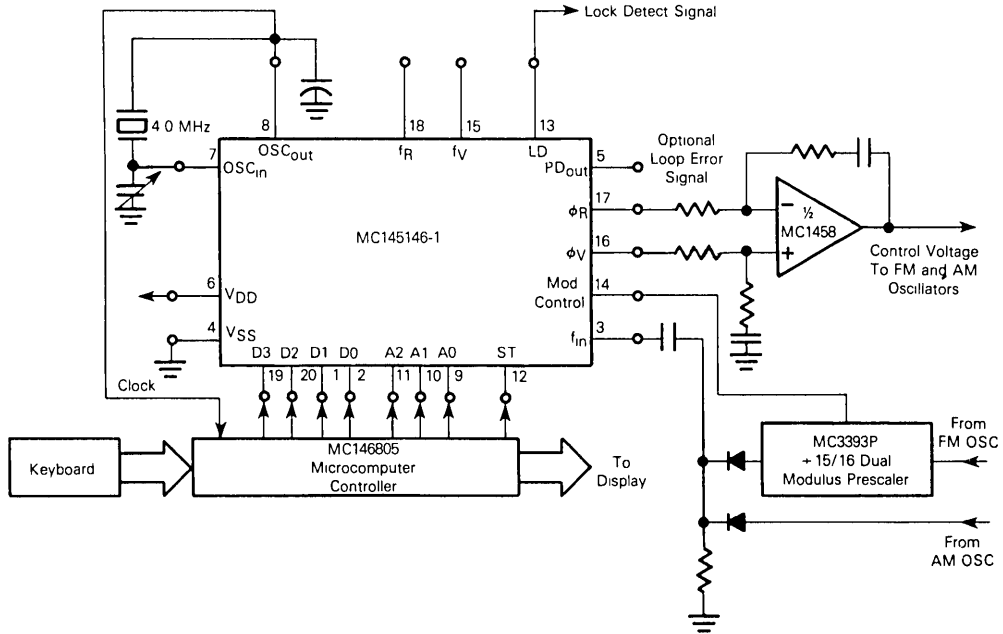 Lock Detect Signal
4 0 MHz
8
18
15
13
OSCout
fR
fV
LD
7
OSCin
5
PDout
Optional
Loop Error
Signal
17
ϕR
½
MC1458
MC145146-1
16
ϕV
Control Voltage
To FM and AM
Oscillators
Mod
Control
14
6
VDD
4
VSS
3
fin
D3
D2
D1
D0
A2
A1
A0
ST
19
20
1
2
11
10
9
12
Clock
Keyboard
MC146805
Microcomputer
Controller
To
Display
MC3393P
+ 15/16 Dual
Modulus Prescaler
From
FM OSC
From
AM OSC